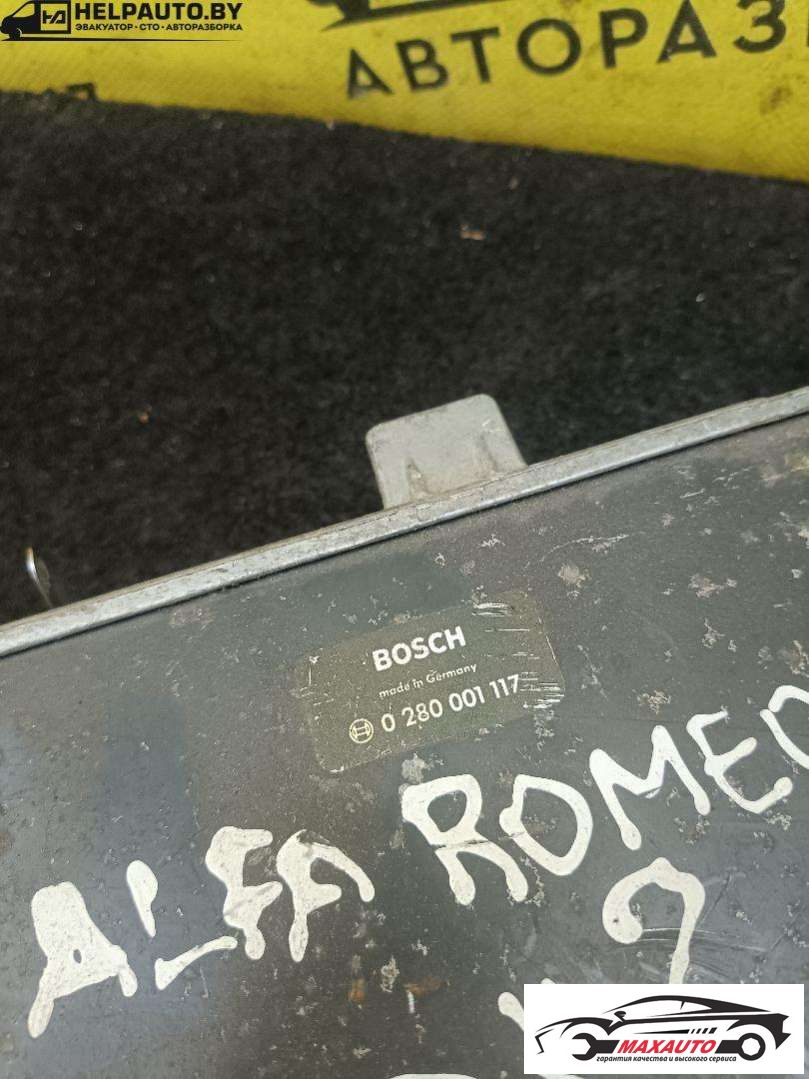 HELPAUTO.BY
ЭВАКУАТОР • СТО • АВТОРАЗБОРКА
АВТОРАЗ
BOSCH
made in Germany
0 280 001 117
ALFA ROMEO
MAXAUTO
гарантия качества и высокого сервиса